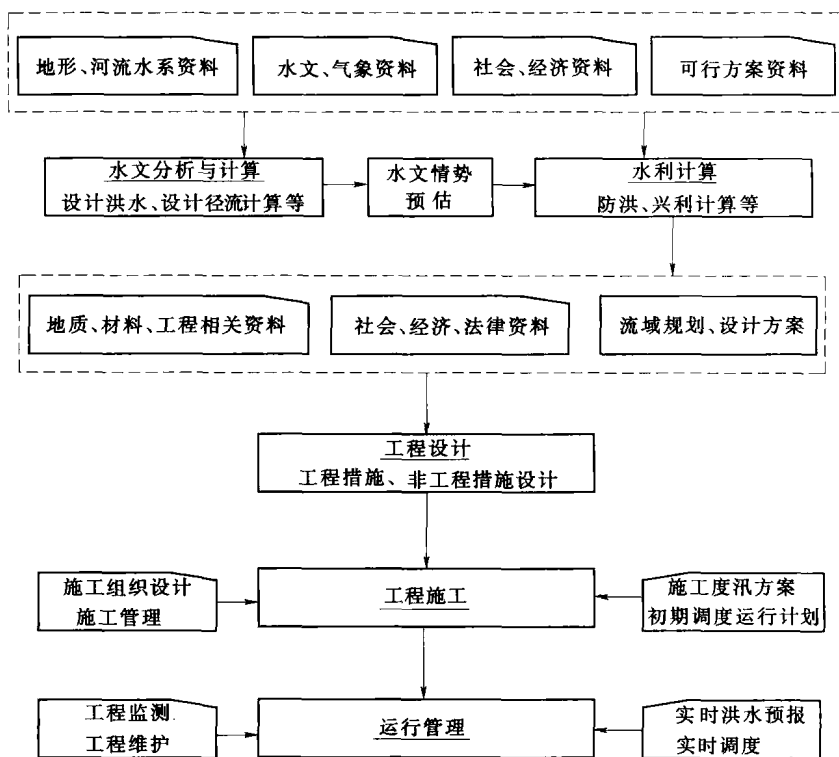 地形、河流水系资料
水文、气象资料
社会、经济资料
可行方案资料
水文分析与计算
设计洪水、设计径流计算等
水文情势
预估
水利计算
防洪、兴利计算等
地质、材料、工程相关资料
社会、经济、法律资料
流域规划、设计方案
工程设计
工程措施、非工程措施设计
施工组织设计
施工管理
工程施工
施工度汛方案
初期调度运行计划
工程监测
工程维护
运行管理
实时洪水预报
实时调度